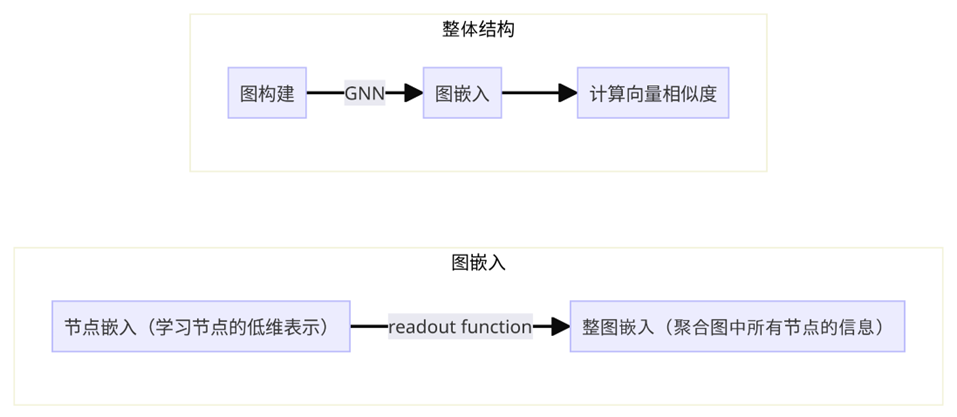 整体结构
图构建
GNN
图嵌入
计算向量相似度
图嵌入
节点嵌入（学习节点的低维表示）
readout function
整图嵌入（聚合图中所有节点的信息）